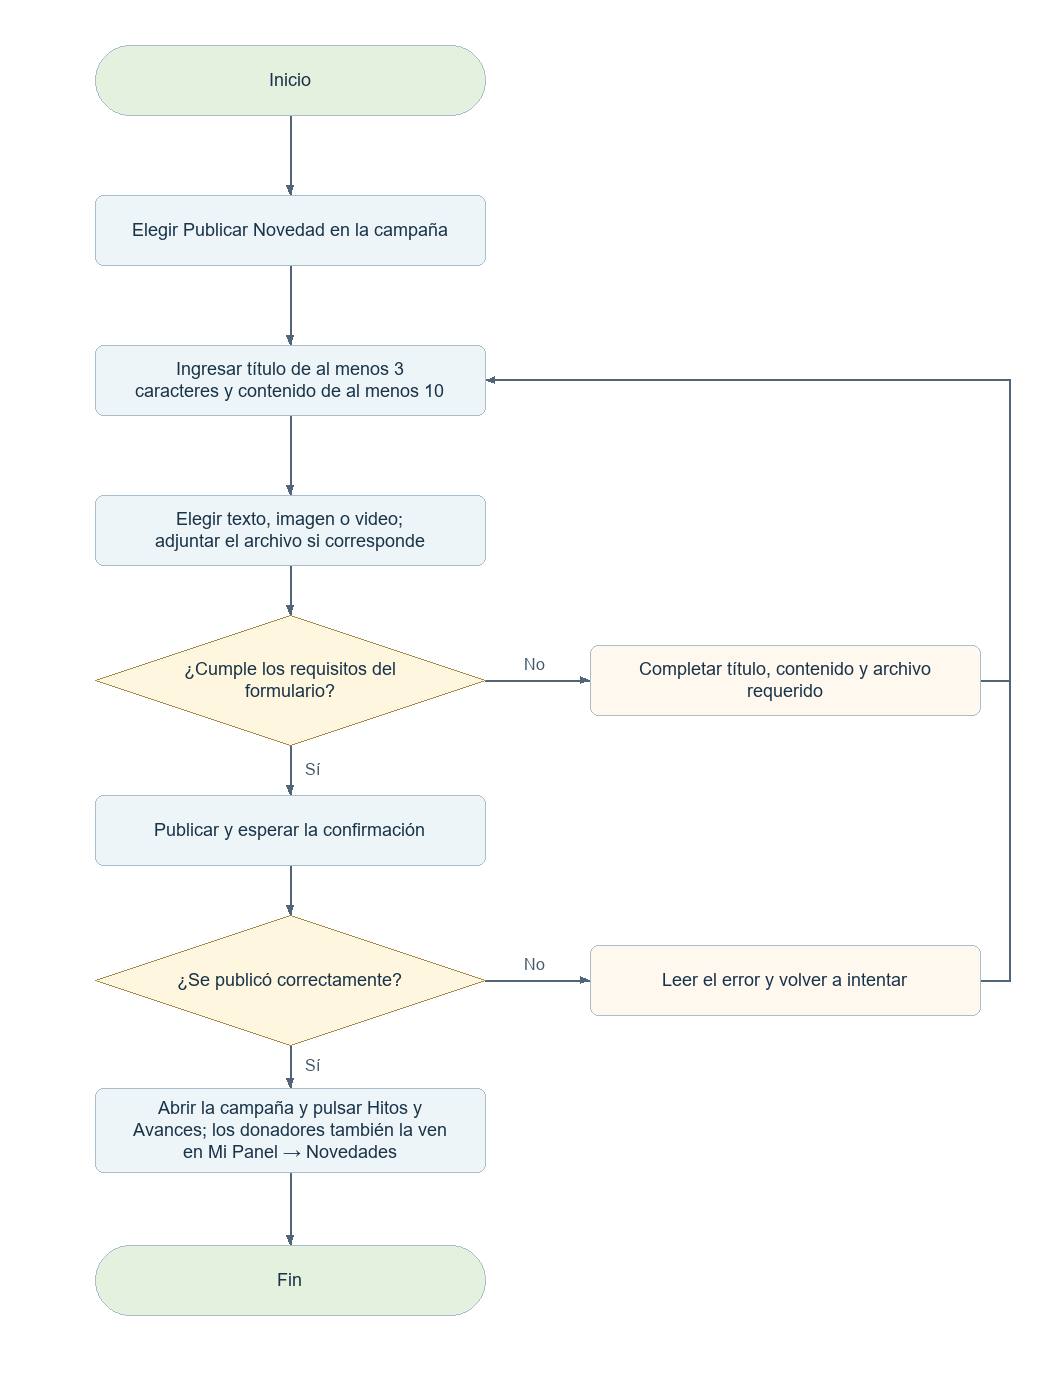 Inicio
Elegir Publicar Novedad en la campaña
Ingresar título de al menos 3
caracteres y contenido de al menos 10
Elegir texto, imagen o video;
adjuntar el archivo si corresponde
¿Cumple los requisitos del
formulario?
No
Completar título, contenido y archivo
requerido
Sí
Publicar y esperar la confirmación
¿Se publicó correctamente?
No
Leer el error y volver a intentar
Sí
Abrir la campaña y pulsar Hitos y
Avances; los donadores también la ven
en Mi Panel → Novedades
Fin